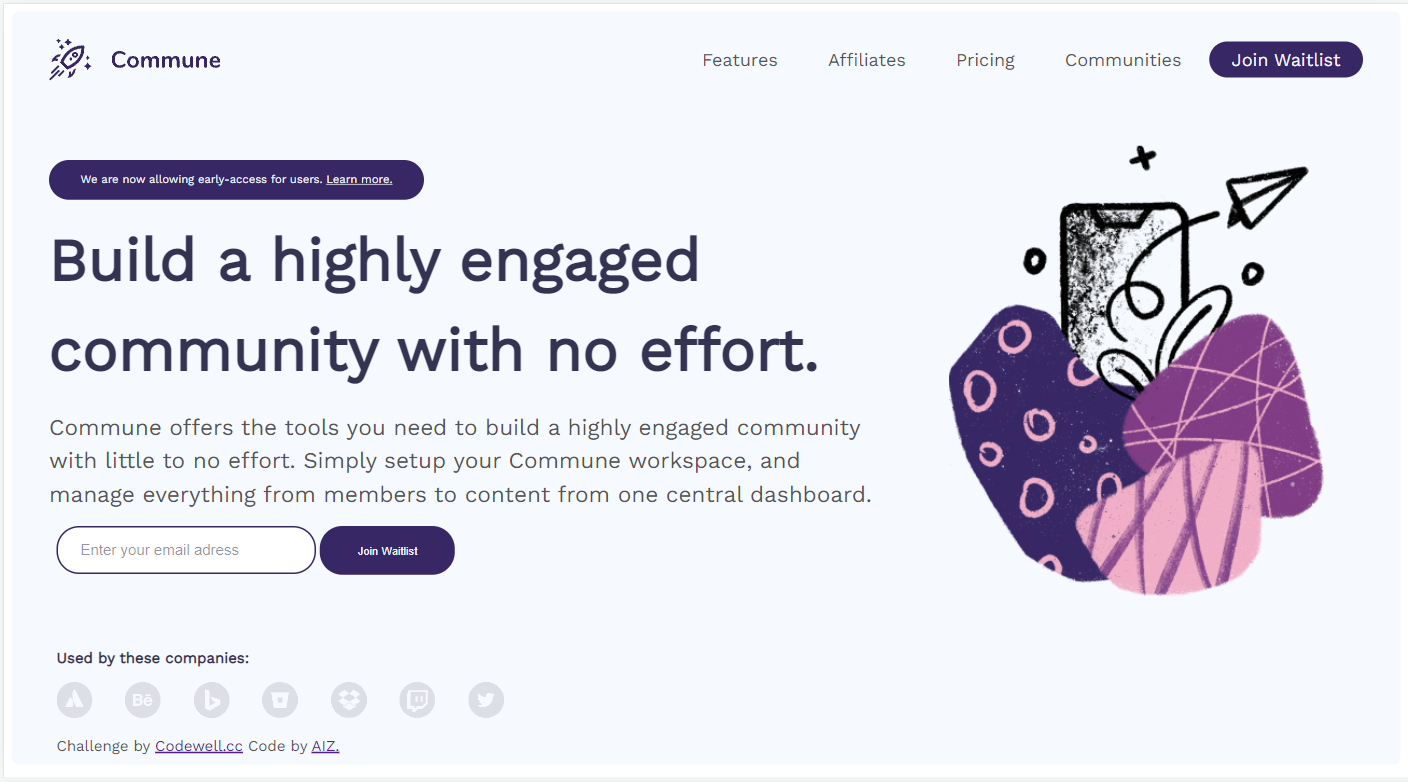 Commune
Features Affiliates Pricing Communities Join Waitlist
We are now allowing early-access for users. Learn more.
Build a highly engaged
community with no effort.
Commune offers the tools you need to build a highly engaged community
with little to no effort. Simply setup your Commune workspace, and
manage everything from members to content from one central dashboard.
Enter your email adress Join Waitlist
Used by these companies:
Bē
Challenge by Codewell.cc Code by AIZ.